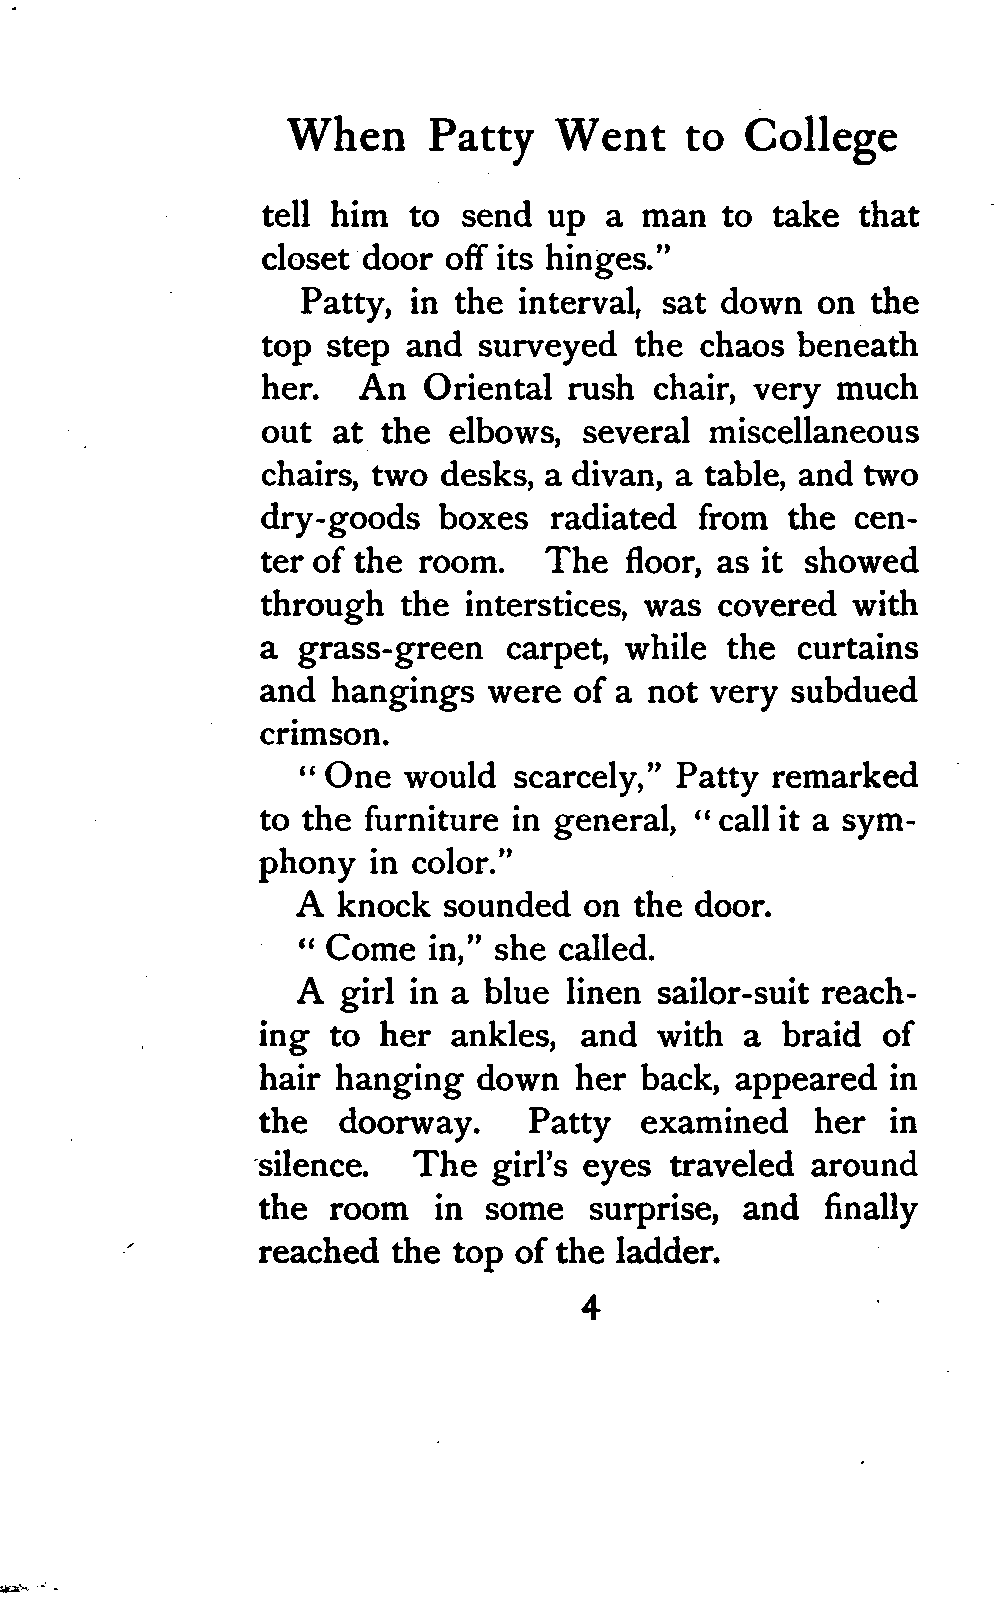 When Patty Went to College
tell him to send up a man to take that
closet door off its hinges."
Patty, in the interval, sat down on the
top step and surveyed the chaos beneath
her. An Oriental rush chair, very much
out at the elbows, several miscellaneous
chairs, two desks, a divan, a table, and two
dry-goods boxes radiated from the cen-
ter of the room. The floor, as it showed
through the interstices, was covered with
a grass-green carpet, while the curtains
and hangings were of a not very subdued
crimson.
"One would scarcely," Patty remarked
to the furniture in general, "call it a sym-
phony in color."
A knock sounded on the door.
"Come in," she called.
A girl in a blue linen sailor-suit reach-
ing to her ankles, and with a braid of
hair hanging down her back, appeared in
the doorway. Patty examined her in
silence. The girl's eyes traveled around
the room in some surprise, and finally
reached the top of the ladder.
4